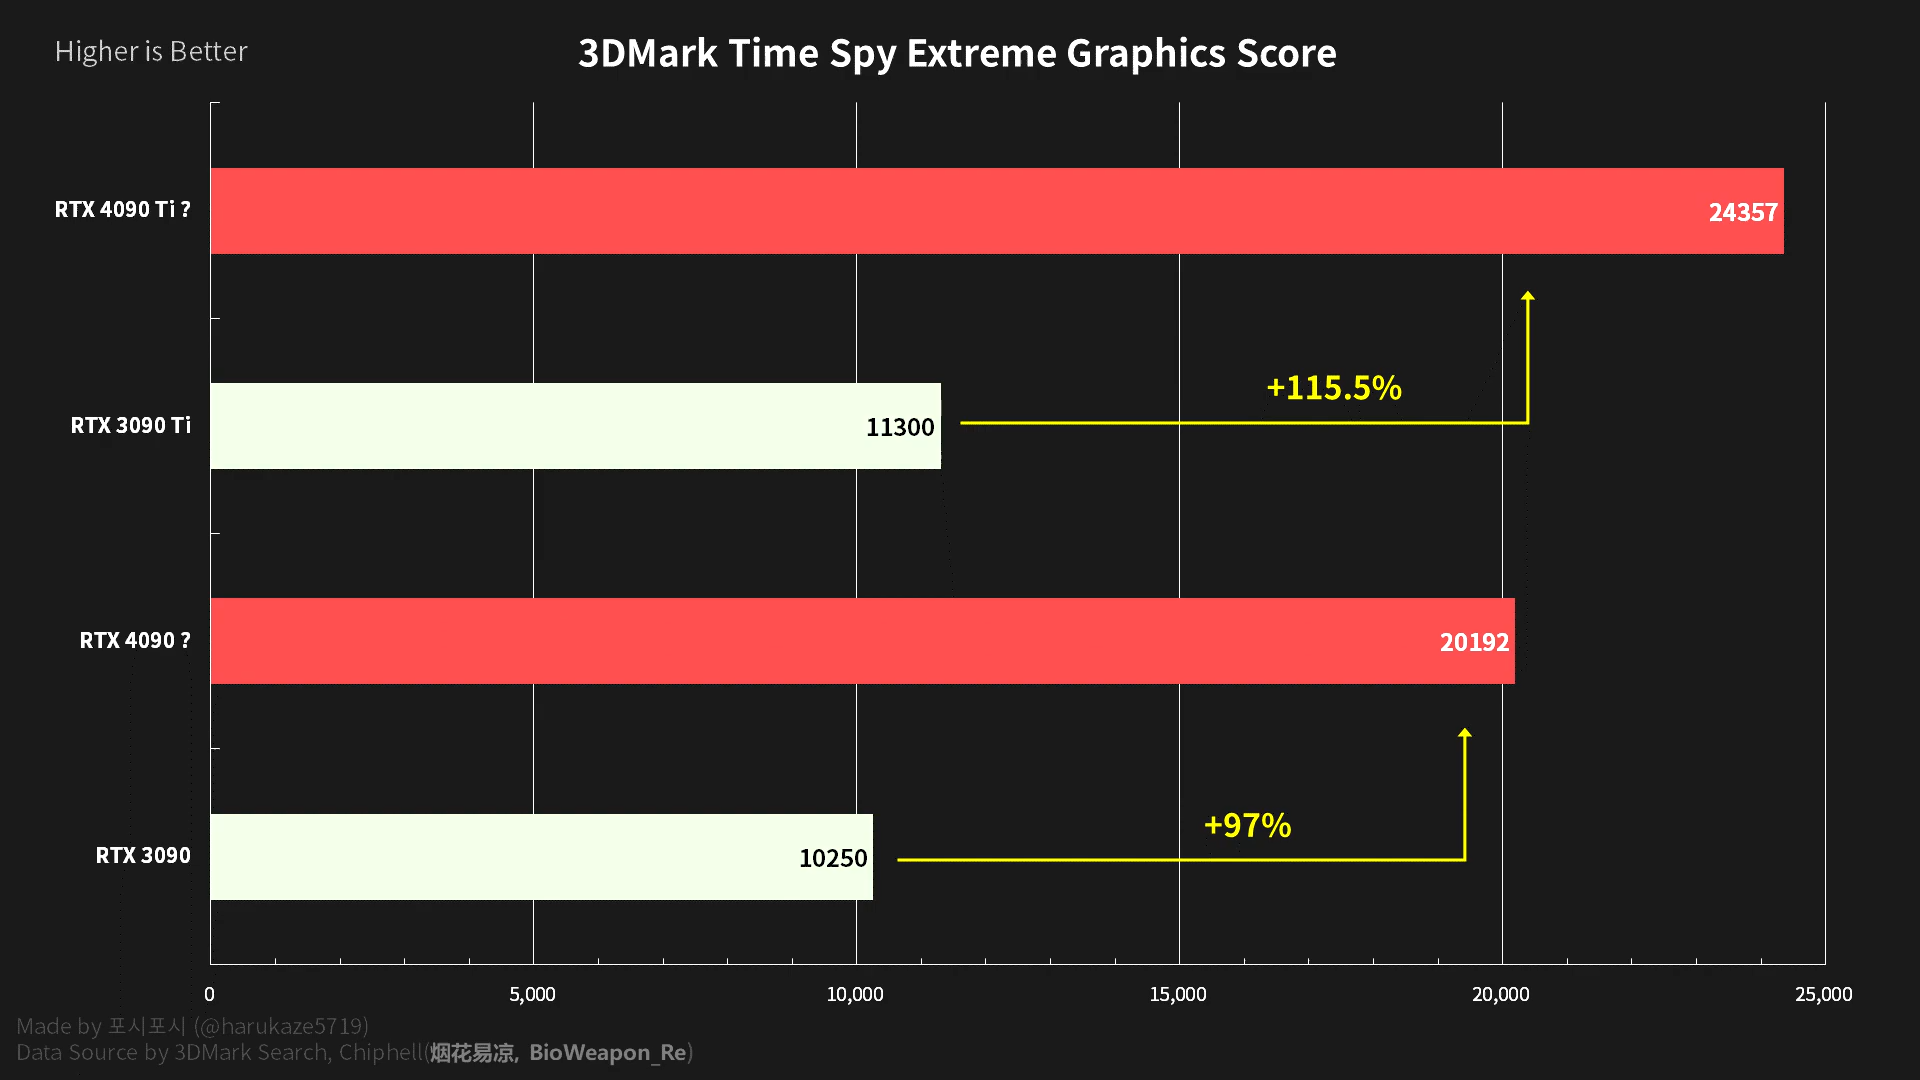 Higher is Better
3DMark Time Spy Extreme Graphics Score
RTX 4090 Ti ?
24357
+115.5%
RTX 3090 Ti
11300
RTX 4090 ?
20192
+97%
RTX 3090
10250
0 5,000 10,000 15,000 20,000 25,000
Made by 포시포시 (@harukaze5719)
Data Source by 3DMark Search, Chiphell(烟花易凉, BioWeapon_Re)